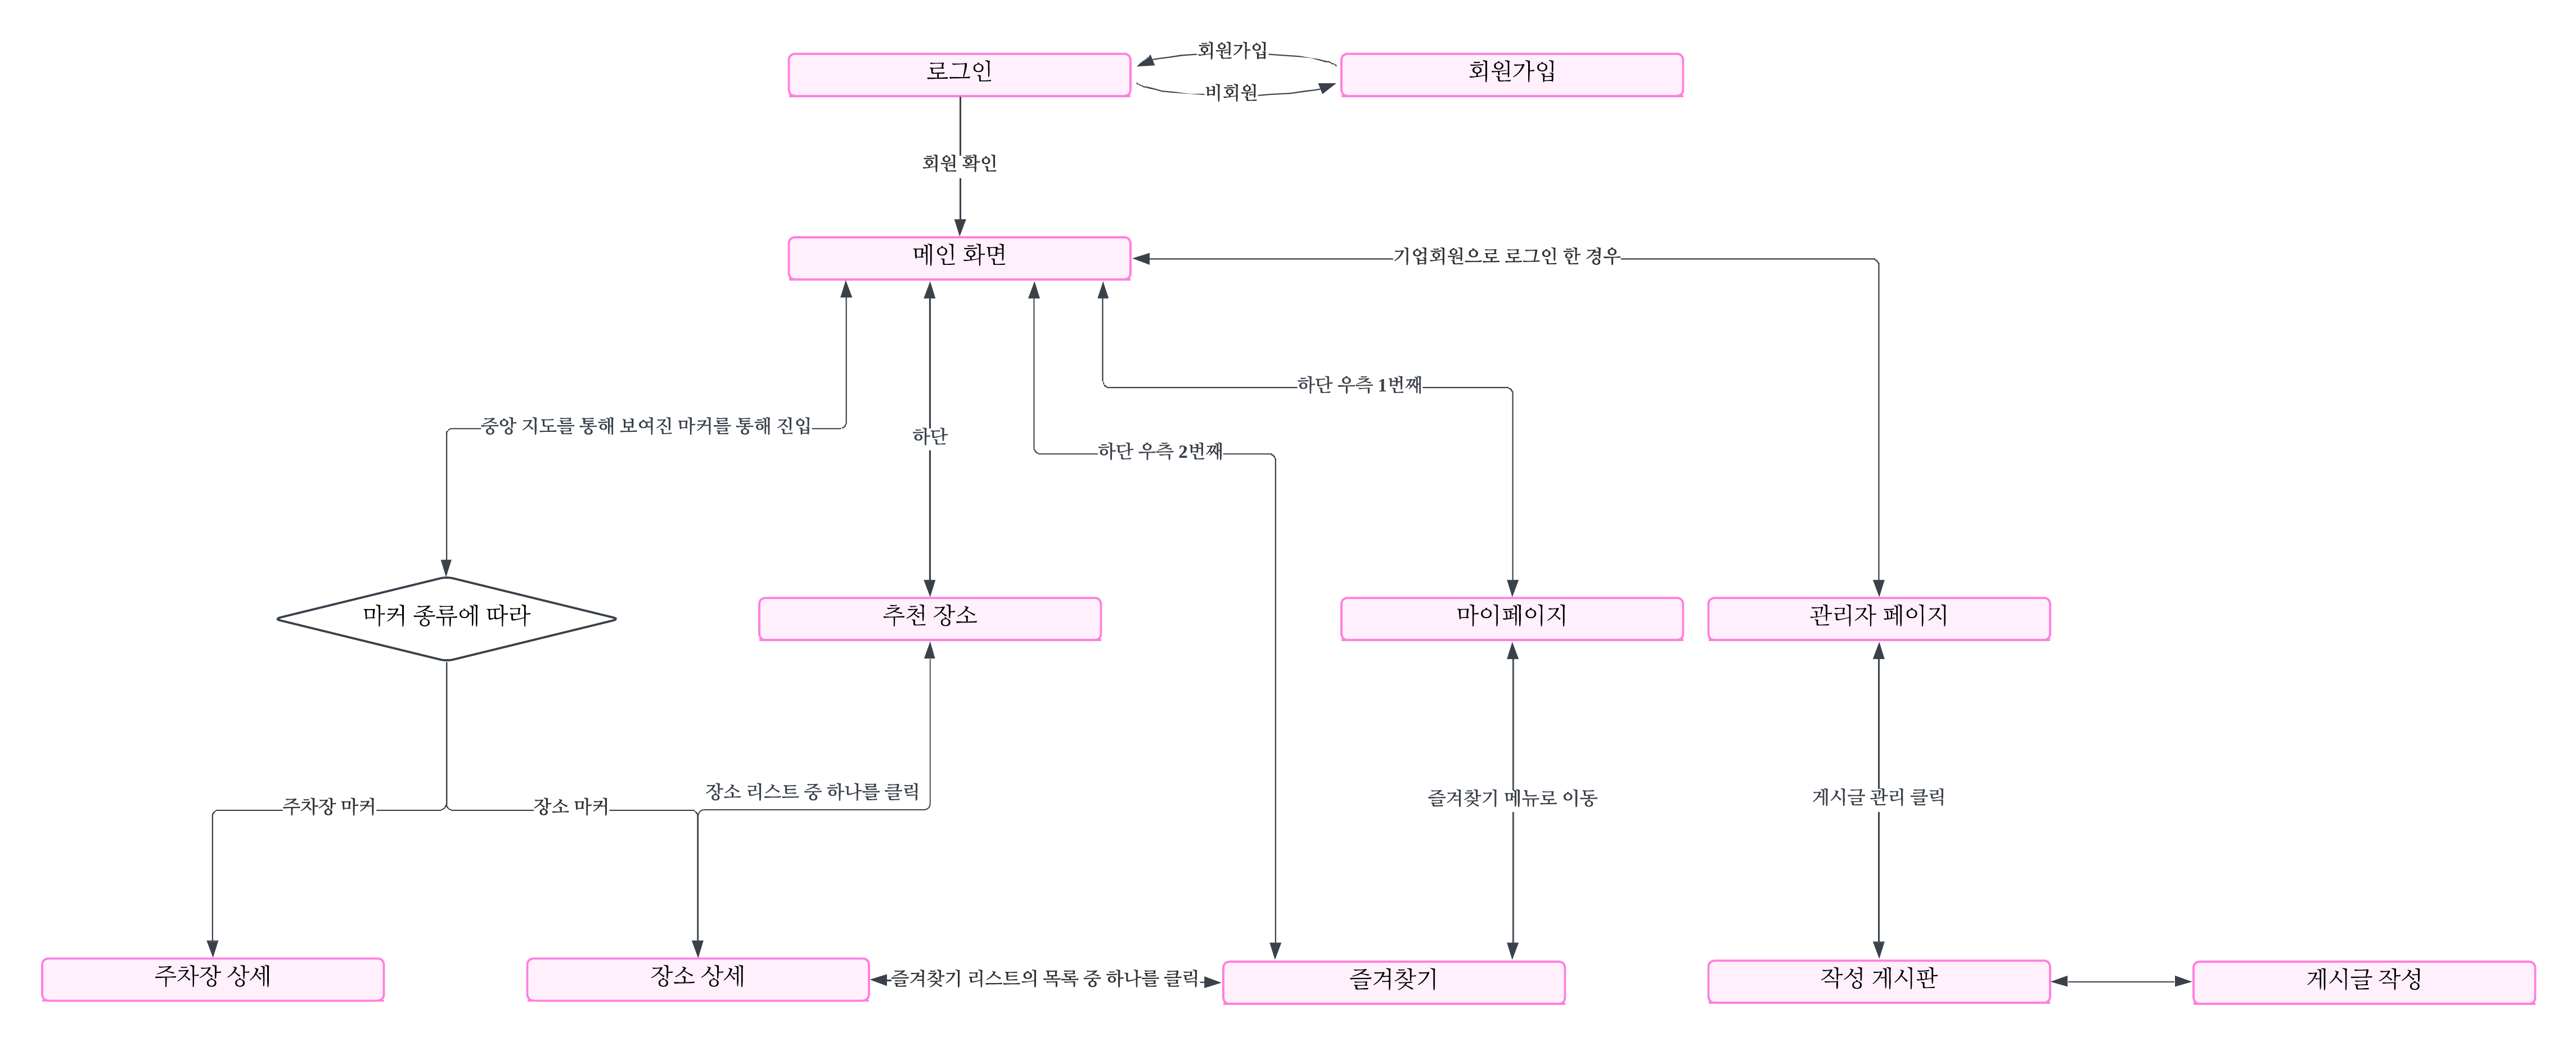 회원가입
로그인
회원가입
비회원
회원 확인
메인 화면
기업회원으로 로그인 한 경우
하단 우측 1번째
중앙 지도를 통해 보여진 마커를 통해 진입
하단
하단 우측 2번째
마커 종류에 따라
추천 장소
마이페이지
관리자 페이지
장소 리스트 중 하나를 클릭
주차장 마커
장소 마커
즐겨찾기 메뉴로 이동
게시글 관리 클릭
주차장 상세
장소 상세
즐겨찾기 리스트의 목록 중 하나를 클릭
즐겨찾기
작성 게시판
게시글 작성